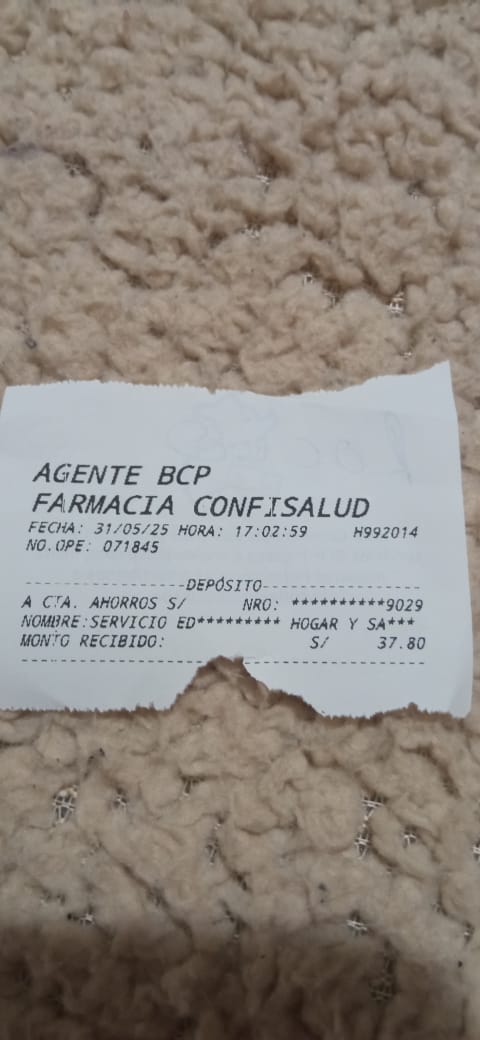 AGENTE BCP
FARMACIA CONFISALUD
FECHA: 31/05/25 HORA: 17:02:59 H992014
NO.OPE: 071845
--------------------DEPÓSITO--------------------
A CTA. AHORROS S/ NRO: **********9029
NOMBRE:SERVICIO ED********* HOGAR Y SA***
MONTO RECIBIDO: S/ 37.80